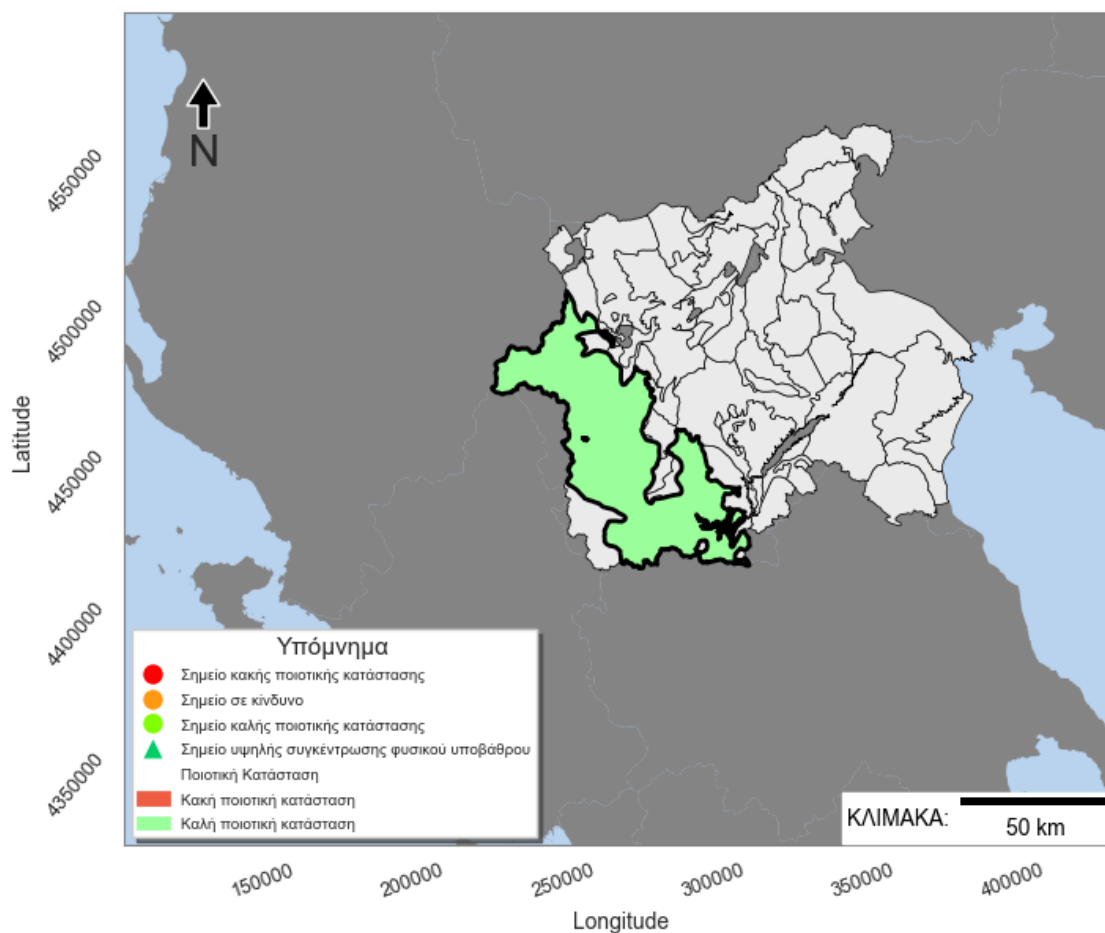 N
4550000
4500000
4450000
4400000
4350000
Latitude
Υπόμνημα
Σημείο κακής ποιοτικής κατάστασης
Σημείο σε κίνδυνο
Σημείο καλής ποιοτικής κατάστασης
Σημείο υψηλής συγκέντρωσης φυσικού υποβάθρου
Ποιοτική Κατάσταση
Κακή ποιοτική κατάσταση
Καλή ποιοτική κατάσταση
ΚΛΙΜΑΚΑ:
50 km
150000
200000
250000
300000
350000
400000
Longitude